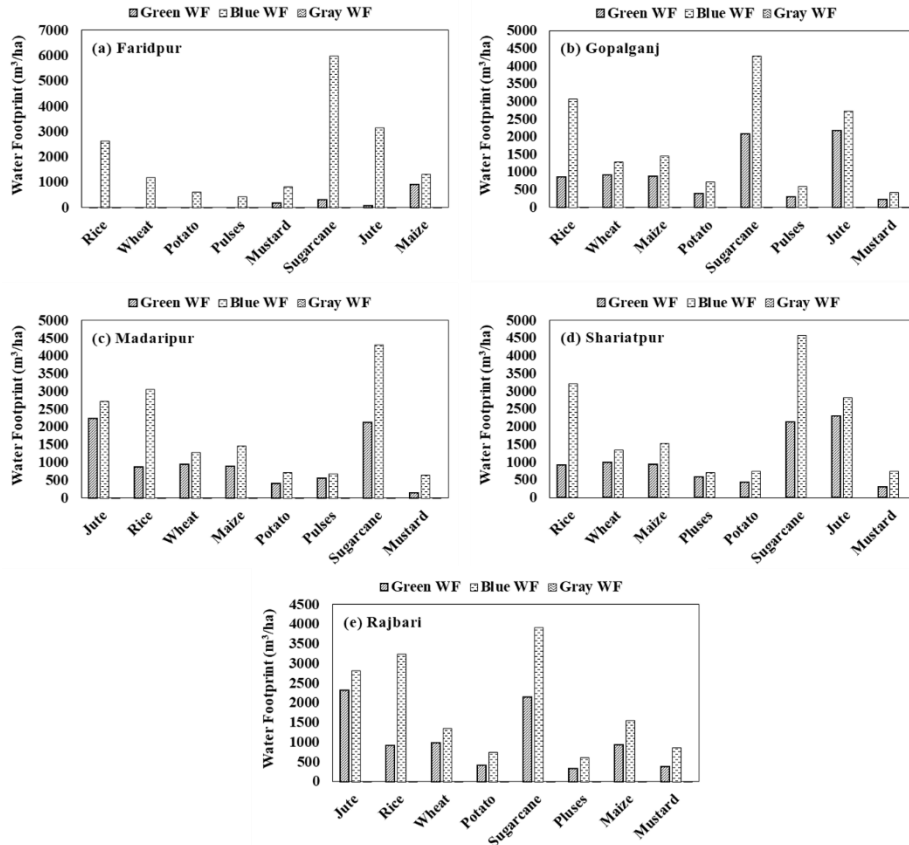 Green WF Blue WF Gray WF
(a) Faridpur
Water Footprint (m³/ha)
7000
6000
5000
4000
3000
2000
1000
0
Rice Wheat Potato Pulses Mustard Sugarcane Jute Maize
Green WF Blue WF Gray WF
(b) Gopalganj
Water Footprint (m³/ha)
5000
4500
4000
3500
3000
2500
2000
1500
1000
500
0
Rice Wheat Maize Potato Sugarcane Pulses Jute Mustard
Green WF Blue WF Gray WF
(c) Madaripur
Water Footprint (m³/ha)
5000
4500
4000
3500
3000
2500
2000
1500
1000
500
0
Jute Rice Wheat Maize Potato Pulses Sugarcane Mustard
Green WF Blue WF Gray WF
(d) Shariatpur
Water Footprint (m³/ha)
5000
4500
4000
3500
3000
2500
2000
1500
1000
500
0
Rice Wheat Maize Pluses Potato Sugarcane Jute Mustard
Green WF Blue WF Gray WF
(e) Rajbari
Water Footprint (m³/ha)
4500
4000
3500
3000
2500
2000
1500
1000
500
0
Jute Rice Wheat Potato Sugarcane Pluses Maize Mustard